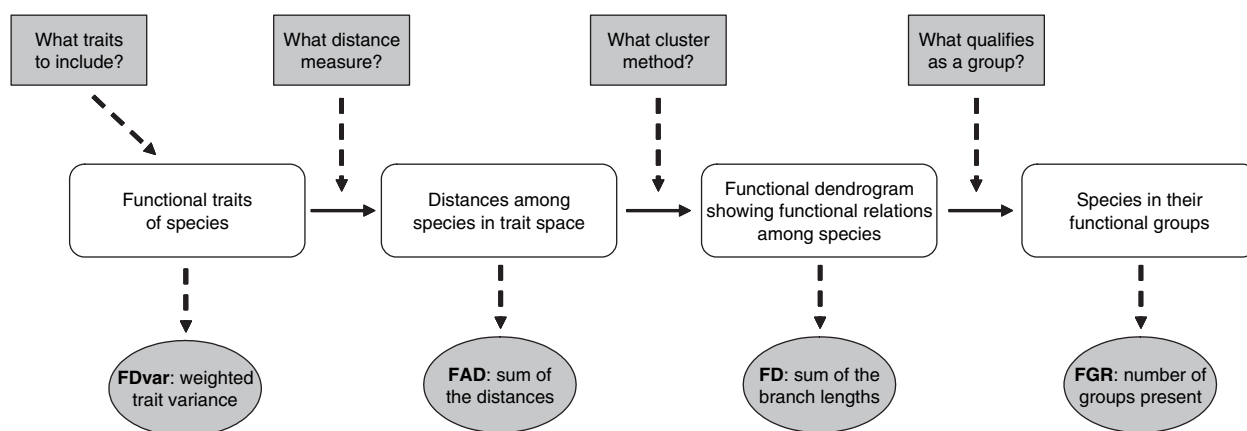 What traits
to include?
What distance
measure?
What cluster
method?
What qualifies
as a group?
Functional traits
of species
Distances among
species in trait space
Functional dendrogram
showing functional relations
among species
Species in their
functional groups
FDvar: weighted
trait variance
FAD: sum of
the distances
FD: sum of the
branch lengths
FGR: number of
groups present